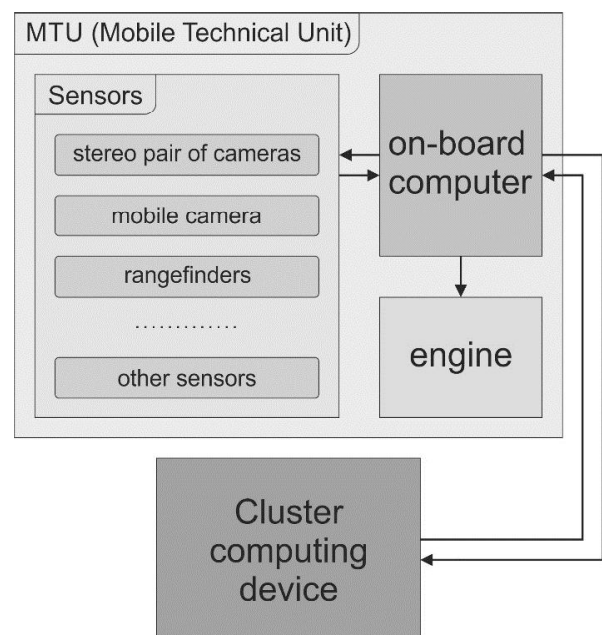 MTU (Mobile Technical Unit)
Sensors
stereo pair of cameras
mobile camera
rangefinders
.............
other sensors
on-board
computer
engine
Cluster
computing
device